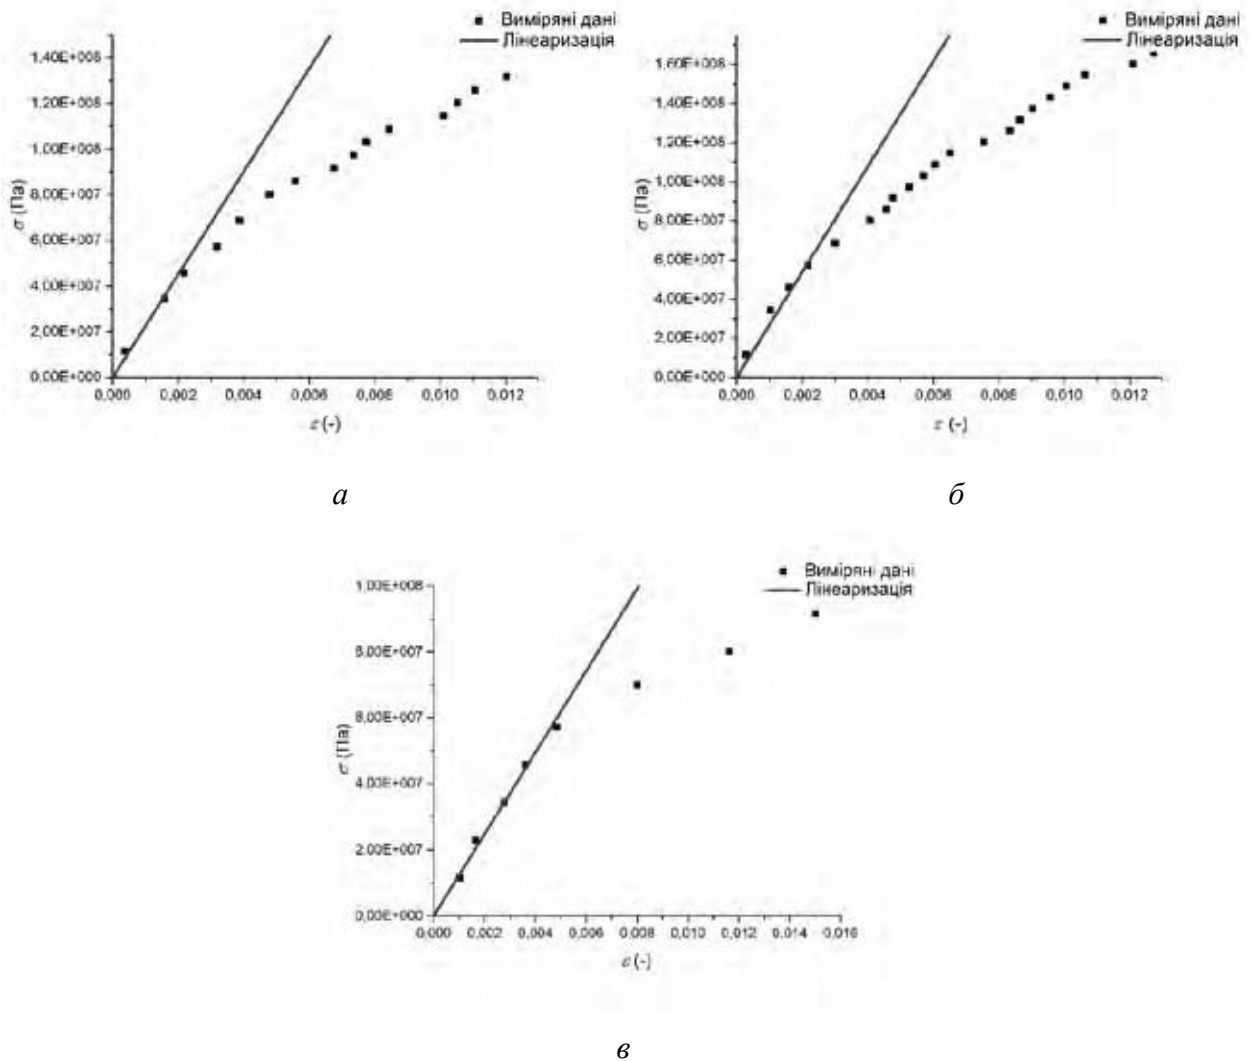 Виміряні дані
Лінеаризація
1,40E+008
1,20E+008
1,00E+008
8,00E+007
6,00E+007
4,00E+007
2,00E+007
0,00E+000
σ (Па)
0,000 0,002 0,004 0,006 0,008 0,010 0,012
ε (-)
а
Виміряні дані
Лінеаризація
1,60E+008
1,40E+008
1,20E+008
1,00E+008
8,00E+007
6,00E+007
4,00E+007
2,00E+007
0,00E+000
σ (Па)
0,000 0,002 0,004 0,006 0,008 0,010 0,012
ε (-)
б
Виміряні дані
Лінеаризація
1,00E+008
8,00E+007
6,00E+007
4,00E+007
2,00E+007
0,00E+000
σ (Па)
0,000 0,002 0,004 0,006 0,008 0,010 0,012 0,014 0,016
ε (-)
в